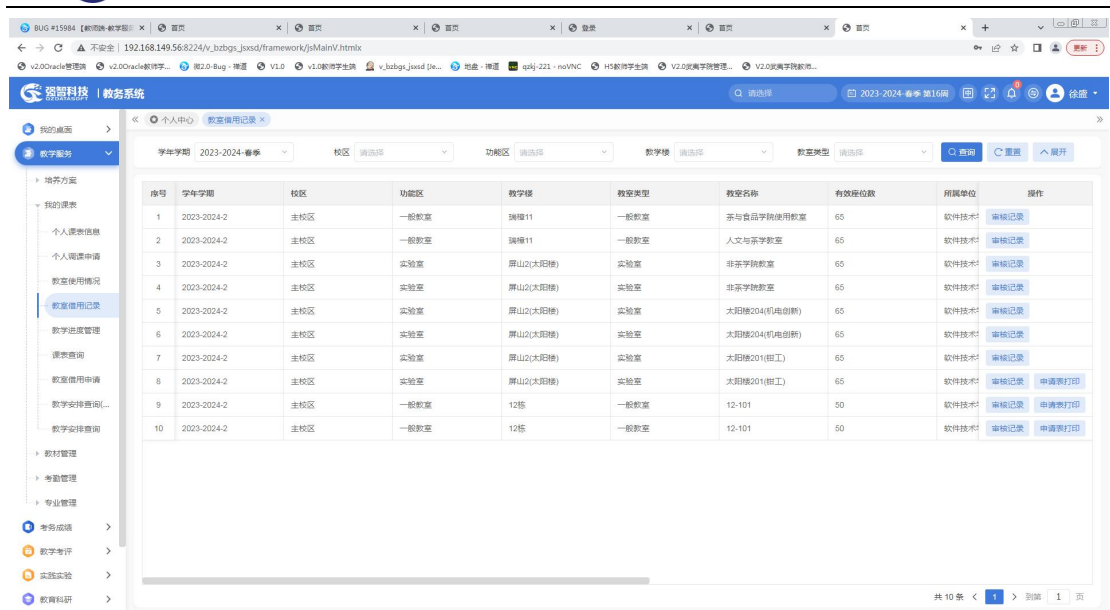 BUG #15984 【教师端-教学服 × 首页 × 首页 × 首页 × 登录 × 首页 × 首页 × +
不安全 | 192.168.149.56:8224/v_bzbgs_jsxsd/framework/jsMainV.htmlx 更新
v2.0Oracle管理端 v2.0Oracle教师学... 湘2.0-Bug - 禅道 V1.0 v1.0教师学生端 v_bzbgs_jsxsd [Je... 地盘 - 禅道 qzkj-221 - noVNC H5教师学生端 V2.0武夷学院管理... V2.0武夷学院教师...
强智科技 | 教务系统 请选择 2023-2024-春季 第16周 徐盛
QZDATASOFT
我的桌面 个人中心 教室借用记录 ×
教学服务 学年学期 2023-2024-春季 校区 请选择 功能区 请选择 教学楼 请选择 教室类型 请选择 查询 重置 展开
培养方案
我的课表
个人课表信息
个人调课申请
教室使用情况
教室借用记录
教学进度管理
课表查询
教室借用申请
教学安排查询(...
教学安排查询
教材管理
考勤管理
专业管理
考务成绩
教学考评
实践实验
教育科研
序号 学年学期 校区 功能区 教学楼 教室类型 教室名称 有效座位数 所属单位 操作
1 2023-2024-2 主校区 一般教室 瑞樟11 一般教室 茶与食品学院使用教室 65 软件技术 审核记录
2 2023-2024-2 主校区 一般教室 瑞樟11 一般教室 人文与茶学教室 65 软件技术 审核记录
3 2023-2024-2 主校区 实验室 屏山2(太阳楼) 实验室 非茶学院教室 65 软件技术 审核记录
4 2023-2024-2 主校区 实验室 屏山2(太阳楼) 实验室 非茶学院教室 65 软件技术 审核记录
5 2023-2024-2 主校区 实验室 屏山2(太阳楼) 实验室 太阳楼204(机电创新) 65 软件技术 审核记录
6 2023-2024-2 主校区 实验室 屏山2(太阳楼) 实验室 太阳楼204(机电创新) 65 软件技术 审核记录
7 2023-2024-2 主校区 实验室 屏山2(太阳楼) 实验室 太阳楼201(钳工) 65 软件技术 审核记录
8 2023-2024-2 主校区 实验室 屏山2(太阳楼) 实验室 太阳楼201(钳工) 65 软件技术 审核记录 申请表打印
9 2023-2024-2 主校区 一般教室 12栋 一般教室 12-101 50 软件技术 审核记录 申请表打印
10 2023-2024-2 主校区 一般教室 12栋 一般教室 12-101 50 软件技术 审核记录 申请表打印
共 10 条 1 到第 1 页